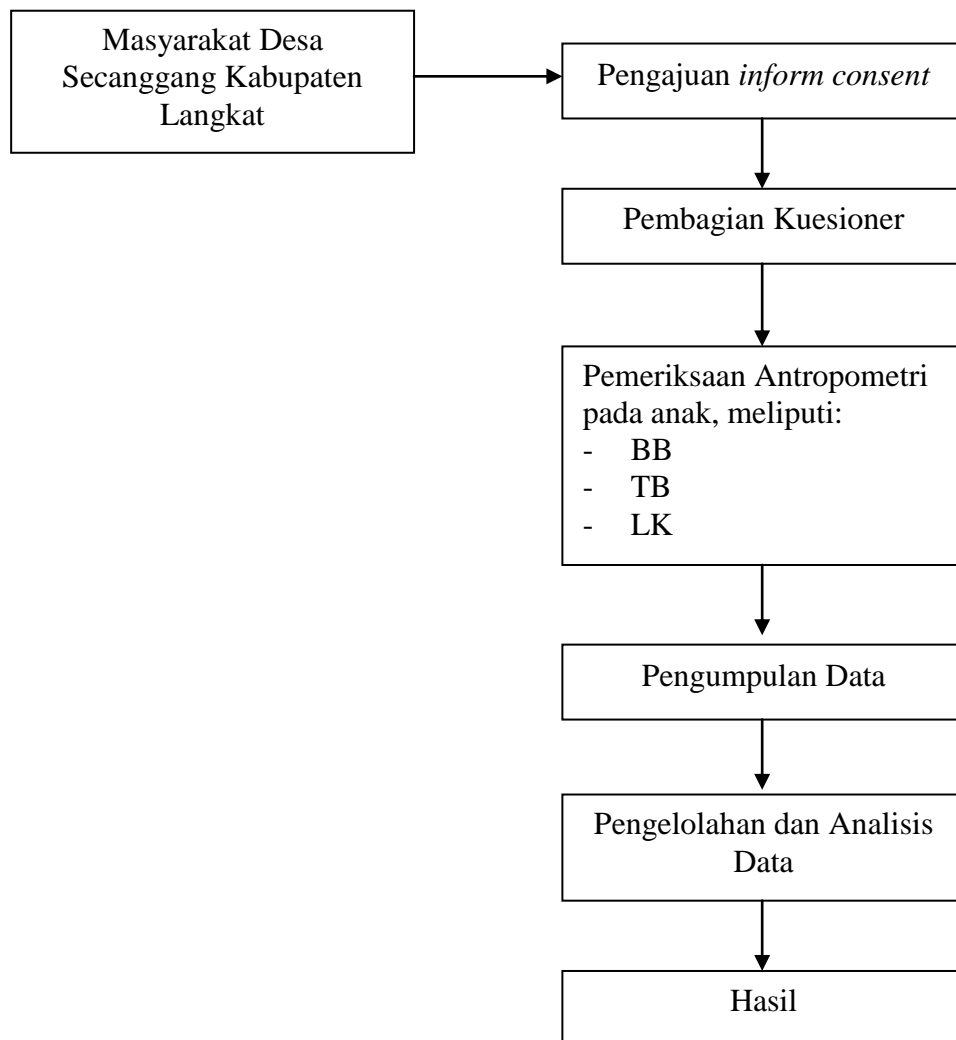 Masyarakat Desa
Secanggang Kabupaten
Langkat
Pengajuan inform consent
Pembagian Kuesioner
Pemeriksaan Antropometri
pada anak, meliputi:
- BB
- TB
- LK
Pengumpulan Data
Pengelolahan dan Analisis
Data
Hasil